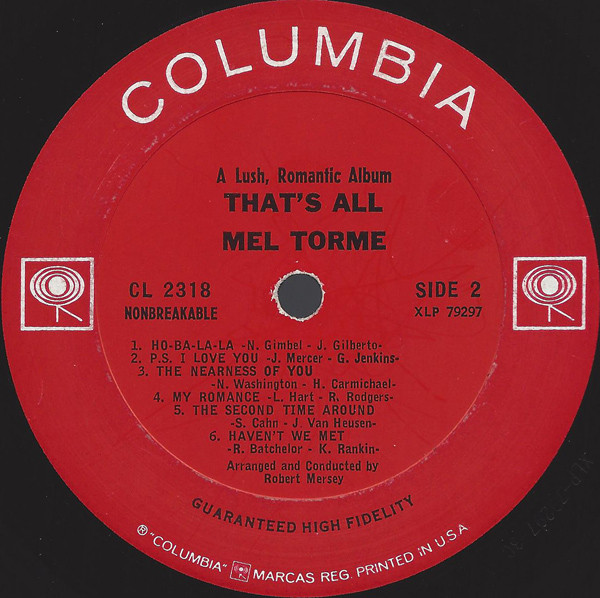 COLUMBIA
A Lush, Romantic Album
THAT'S ALL
MEL TORME
CL 2318
NONBREAKABLE
SIDE 2
XLP 79297
1. HO-BA-LA-LA -N. Gimbel - J. Gilberto-
2. P.S. I LOVE YOU -J. Mercer - G. Jenkins-
3. THE NEARNESS OF YOU
-N. Washington - H. Carmichael-
4. MY ROMANCE -L. Hart - R. Rodgers-
5. THE SECOND TIME AROUND
-S. Cahn - J. Van Heusen-
6. HAVEN'T WE MET
-R. Batchelor - K. Rankin-
Arranged and Conducted by
Robert Mersey
GUARANTEED HIGH FIDELITY
® "COLUMBIA" MARCAS REG. PRINTED IN U.S.A.